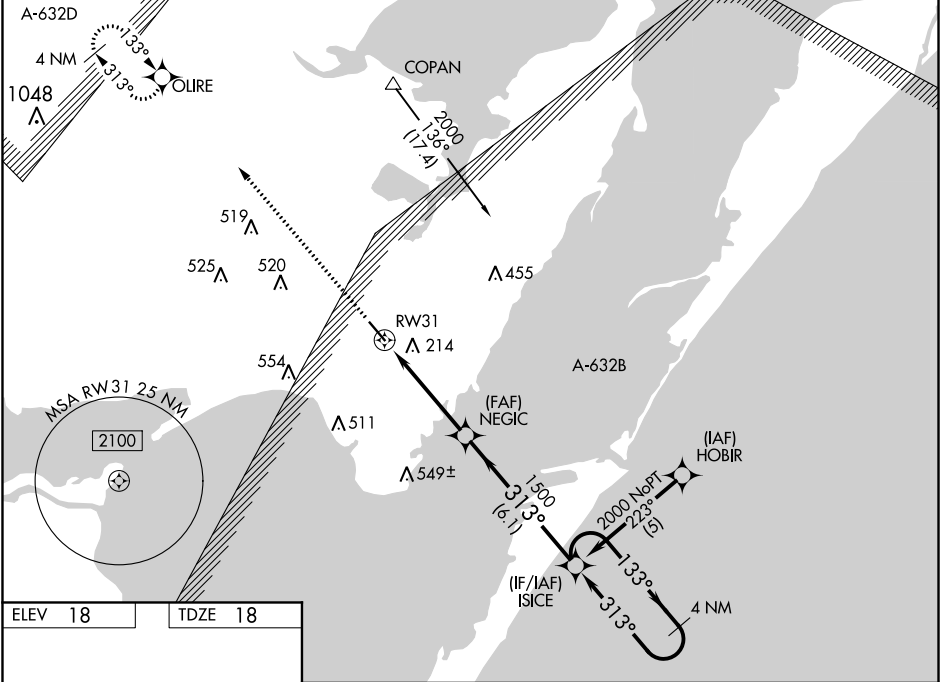 A-632D
4 NM
133°
313°
OLIRE
1048
COPAN
2000
136°
(17.4)
519
525
520
455
RW31
214
A-632B
554
(FAF)
NEGIC
MSA RW31 25 NM
2100
511
549±
(IAF)
HOBIR
1500
313°
(6.1)
2000 NoPT
223°
(5)
(IF/IAF)
ISICE
133°
313°
4 NM
ELEV 18
TDZE 18